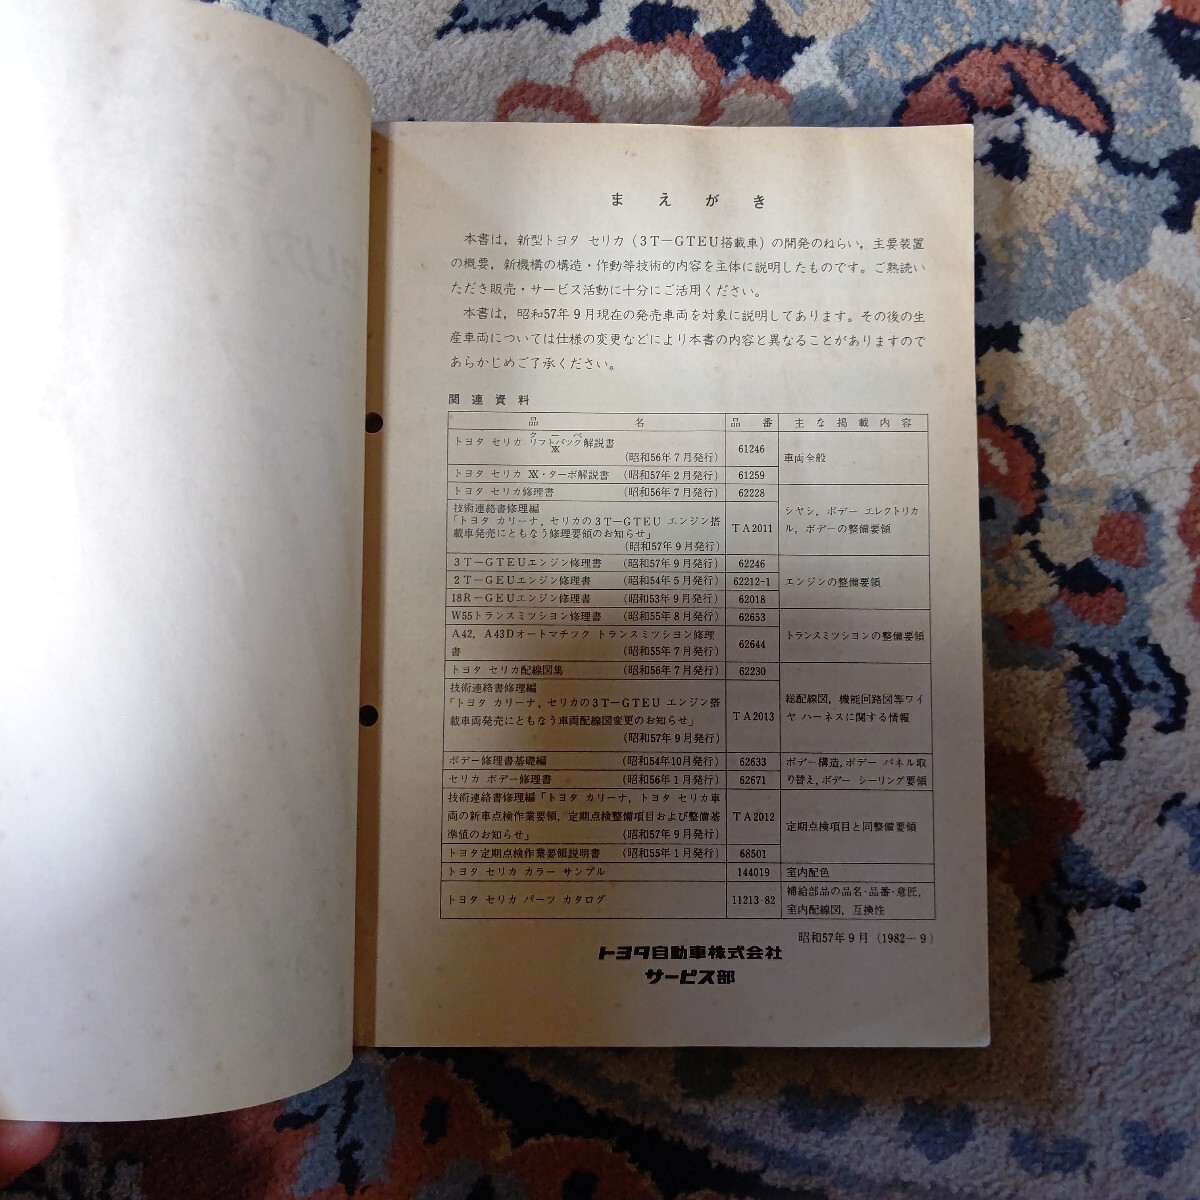 まえがき
本書は，新型トヨタ セリカ（3T－GTEU搭載車）の開発のねらい，主要装置
の概要，新機構の構造・作動等技術的内容を主体に説明したものです。ご熟読い
ただき販売・サービス活動に十分にご活用ください。
本書は，昭和57年9月現在の発売車両を対象に説明してあります。その後の生
産車両については仕様の変更などにより本書の内容と異なることがありますので
あらかじめご了承ください。
関連資料
品名 品番 主な掲載内容
トヨタ セリカ クーペ リフトバック XX 解説書
（昭和56年7月発行） 61246 車両全般
トヨタ セリカ XX・ターボ解説書 （昭和57年2月発行） 61259
トヨタ セリカ修理書 （昭和56年7月発行） 62228
技術連絡書修理編
「トヨタ カリーナ，セリカの3T－GTEU エンジン搭
載車発売にともなう修理要領のお知らせ」
（昭和57年9月発行） TA2011
シヤシ，ボデー エレクトリカ
ル，ボデーの整備要領
3T－GTEUエンジン修理書 （昭和57年9月発行） 62246
2T－GEUエンジン修理書 （昭和54年5月発行） 62212-1 エンジンの整備要領
18R－GEUエンジン修理書 （昭和53年9月発行） 62018
W55トランスミツシヨン修理書 （昭和55年8月発行） 62653
A42，A43Dオートマチツク トランスミツシヨン修理
書 （昭和55年7月発行） 62644
トランスミツシヨンの整備要領
トヨタ セリカ配線図集 （昭和56年7月発行） 62230
技術連絡書修理編
「トヨタ カリーナ，セリカの3T－GTEU エンジン搭
載車両発売にともなう車両配線図変更のお知らせ」
（昭和57年9月発行） TA2013
総配線図，機能回路図等ワイ
ヤ ハーネスに関する情報
ボデー修理書基礎編 （昭和54年10月発行） 62633
セリカ ボデー修理書 （昭和56年1月発行） 62671
ボデー構造，ボデー パネル取
り替え，ボデー シーリング要領
技術連絡書修理編「トヨタ カリーナ，トヨタ セリカ車
両の新車点検作業要領，定期点検整備項目および整備基
準値のお知らせ」 （昭和57年9月発行） TA2012
トヨタ定期点検作業要領説明書 （昭和55年1月発行） 68501
定期点検項目と同整備要領
トヨタ セリカ カラー サンプル 144019 室内配色
トヨタ セリカ パーツ カタログ 11213-82
補給部品の品名・品番・意匠，
室内配線図，互換性
昭和57年9月（1982－9）
トヨタ自動車株式会社
サービス部